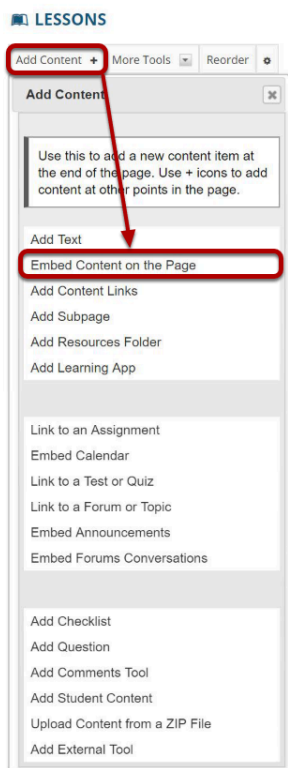 LESSONS
Add Content + More Tools Reorder
Add Content
Use this to add a new content item at
the end of the page. Use + icons to add
content at other points in the page.
Add Text
Embed Content on the Page
Add Content Links
Add Subpage
Add Resources Folder
Add Learning App
Link to an Assignment
Embed Calendar
Link to a Test or Quiz
Link to a Forum or Topic
Embed Announcements
Embed Forums Conversations
Add Checklist
Add Question
Add Comments Tool
Add Student Content
Upload Content from a ZIP File
Add External Tool